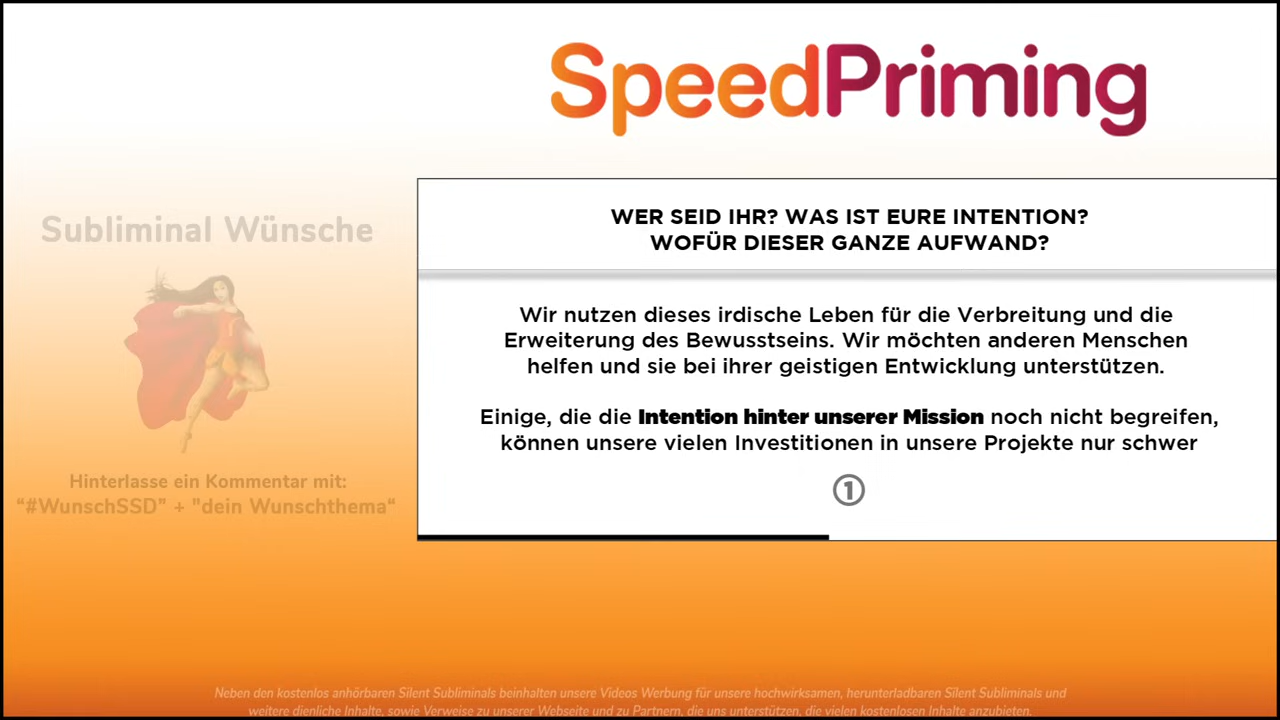 SpeedPriming
Subliminal Wünsche
Hinterlasse ein Kommentar mit:
“#WunschSSD" + "dein Wunschthema“
WER SEID IHR? WAS IST EURE INTENTION?
WOFÜR DIESER GANZE AUFWAND?
Wir nutzen dieses irdische Leben für die Verbreitung und die
Erweiterung des Bewusstseins. Wir möchten anderen Menschen
helfen und sie bei ihrer geistigen Entwicklung unterstützen.
Einige, die die Intention hinter unserer Mission noch nicht begreifen,
können unsere vielen Investitionen in unsere Projekte nur schwer
①
Neben den kostenlos anhörbaren Silent Subliminals beinhalten unsere Videos Werbung für unsere hochwirksamen, herunterladbaren Silent Subliminals und
weitere dienliche Inhalte, sowie Verweise zu unserer Webseite und zu Partnern, die uns unterstützen, die vielen kostenlosen Inhalte anzubieten.